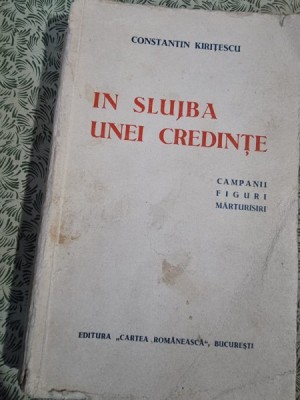 CONSTANTIN KIRIȚESCU
IN SLUJBA
UNEI CREDINȚE
CAMPANII
FIGURI
MĂRTURISIRI
EDITURA „CARTEA ROMÂNEASCĂ”, BUCUREȘTI